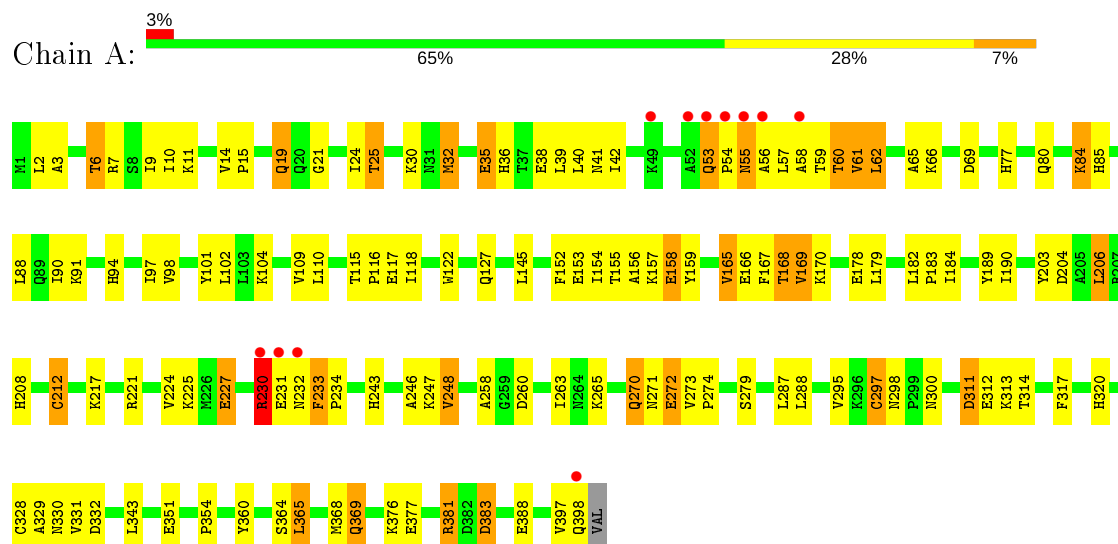 3%
Chain A:
65% 28% 7%
M1 L2 A3 T6 R7 S8 I9 I10 K11 V14 P15 Q19 Q20 G21 I24 T25 K30 N31 M32 E35 H36 T37 E38 L39 L40 N41 I42 K49 A52 Q53 P54 N55 A56 L57 A58 T59 T60 V61 L62 A65 K66 D69 H77 Q80 K84 H85
L88 Q89 I90 K91 H94 I97 V98 Y101 L102 L103 K104 V109 L110 T115 P116 E117 I118 W122 Q127 L145 F152 E153 I154 T155 A156 K157 E158 Y159 V165 E166 F167 T168 V169 K170 E178 L179 L182 P183 I184 Y189 I190 Y203 D204 A205 L206
H208 C212 K217 R221 V224 K225 M226 E227 R230 E231 N232 F233 P234 H243 A246 K247 V248 A258 G259 D260 I263 N264 K265 Q270 N271 E272 V273 P274 S279 L287 L288 V295 K296 C297 N298 P299 N300 D311 E312 K313 T314 F317 H320
C328 A329 N330 V331 D332 L343 E351 P354 Y360 S364 L365 M368 Q369 K376 E377 R381 D382 D383 E388 V397 Q398 VAL